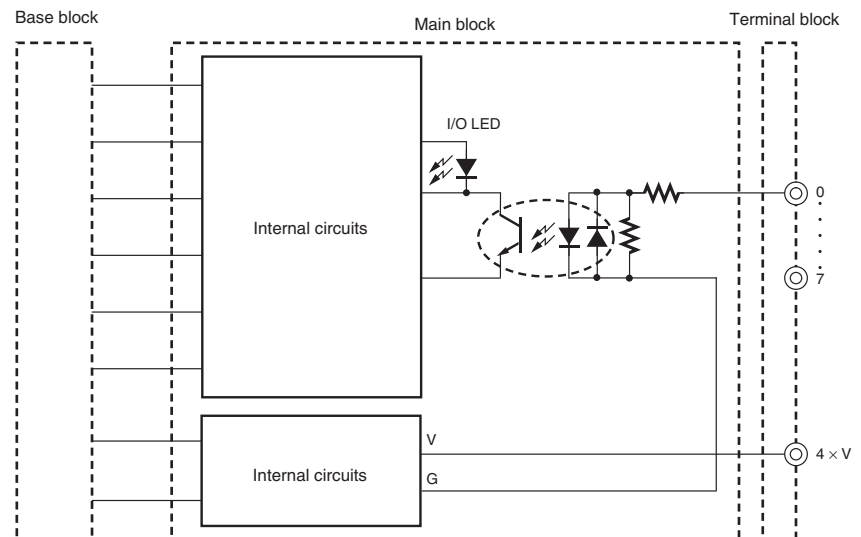 Base block
Main block
Terminal block
I/O LED
0
Internal circuits
7
V
4 × V
Internal circuits
G